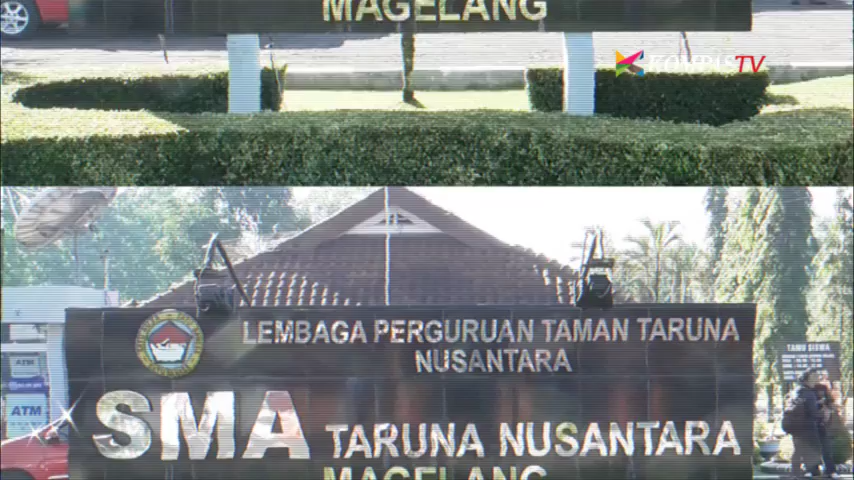 MAGELANG
KOMPASTV
LEMBAGA PERGURUAN TAMAN TARUNA
NUSANTARA
SMA TARUNA NUSANTARA
MAGELANG
TAMU SISWA
ATM
ATM